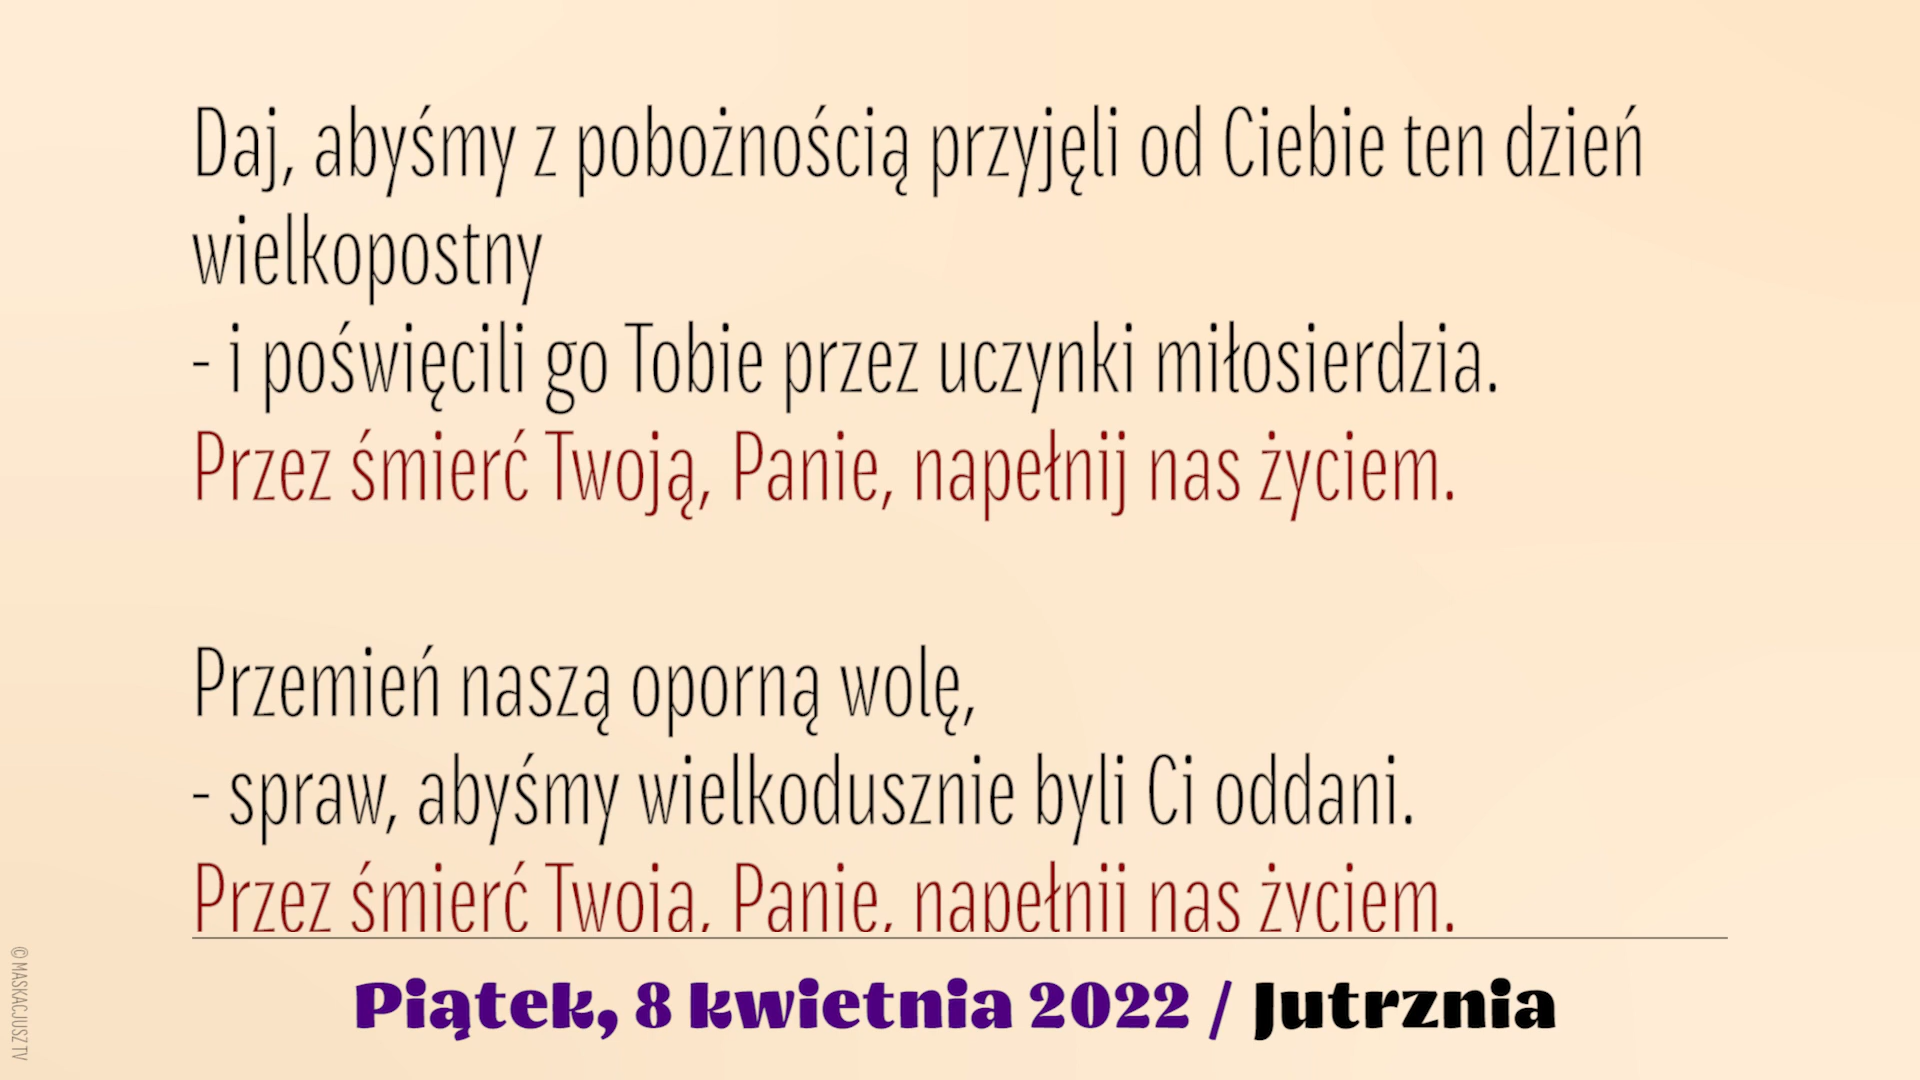 Daj, abyśmy z pobożnością przyjęli od Ciebie ten dzień
wielkopostny
- i poświęcili go Tobie przez uczynki miłosierdzia.
Przez śmierć Twoją, Panie, napełnij nas życiem.
Przemień naszą oporną wolę,
- spraw, abyśmy wielkodusznie byli Ci oddani.
Przez śmierć Twoją, Panie, napełnij nas życiem.
Piątek, 8 kwietnia 2022 / Jutrznia
© MASKACJUSZ TV